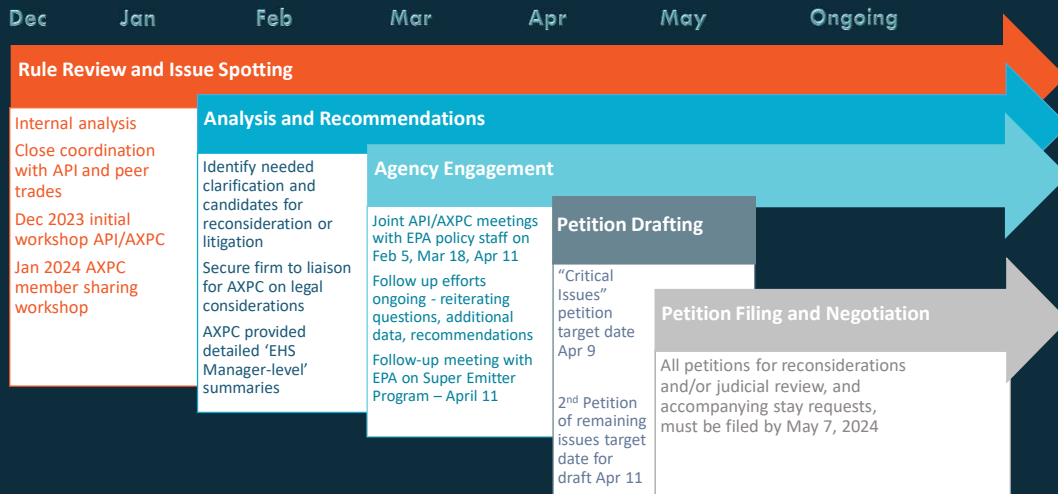 Dec Jan Feb Mar Apr May Ongoing
Rule Review and Issue Spotting
Internal analysis
Close coordination
with API and peer
trades
Dec 2023 initial
workshop API/AXPC
Jan 2024 AXPC
member sharing
workshop
Analysis and Recommendations
Identify needed
clarification and
candidates for
reconsideration or
litigation
Secure firm to liaison
for AXPC on legal
considerations
AXPC provided
detailed ‘EHS
Manager-level’
summaries
Agency Engagement
Joint API/AXPC meetings
with EPA policy staff on
Feb 5, Mar 18, Apr 11
Follow up efforts
ongoing - reiterating
questions, additional
data, recommendations
Follow-up meeting with
EPA on Super Emitter
Program – April 11
Petition Drafting
“Critical
Issues”
petition
target date
Apr 9
2nd Petition
of remaining
issues target
date for
draft Apr 11
Petition Filing and Negotiation
All petitions for reconsiderations
and/or judicial review, and
accompanying stay requests,
must be filed by May 7, 2024